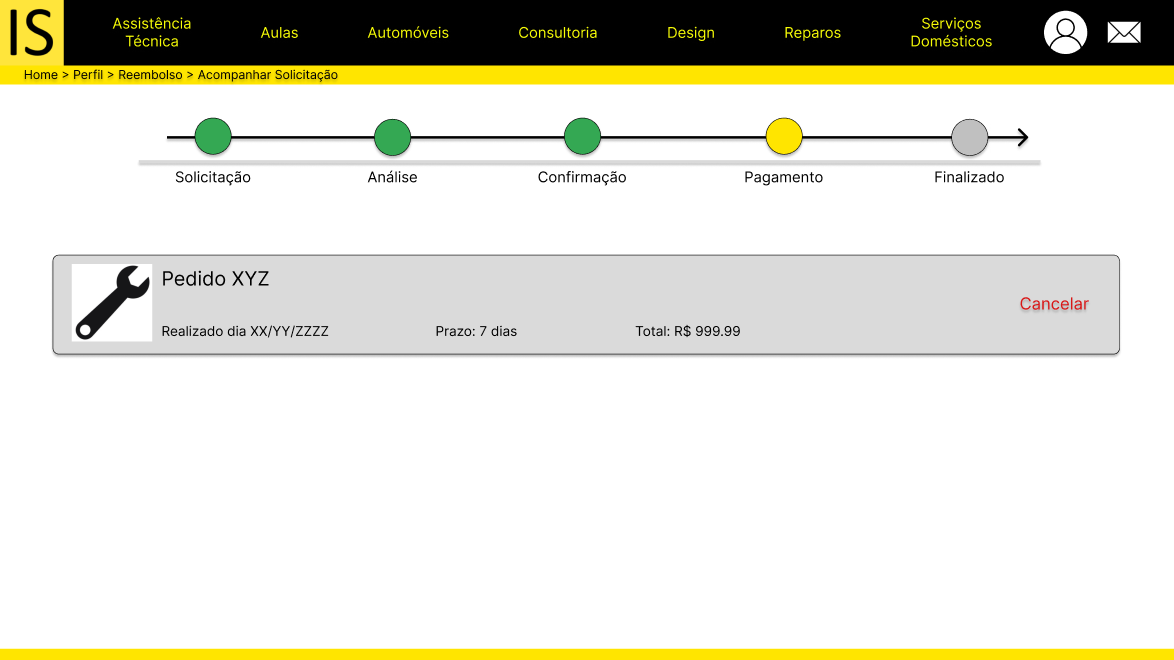 IS
Assistência
Técnica
Aulas
Automóveis
Consultoria
Design
Reparos
Serviços
Domésticos
Home > Perfil > Reembolso > Acompanhar Solicitação
Solicitação
Análise
Confirmação
Pagamento
Finalizado
Pedido XYZ
Cancelar
Realizado dia XX/YY/ZZZZ
Prazo: 7 dias
Total: R$ 999.99